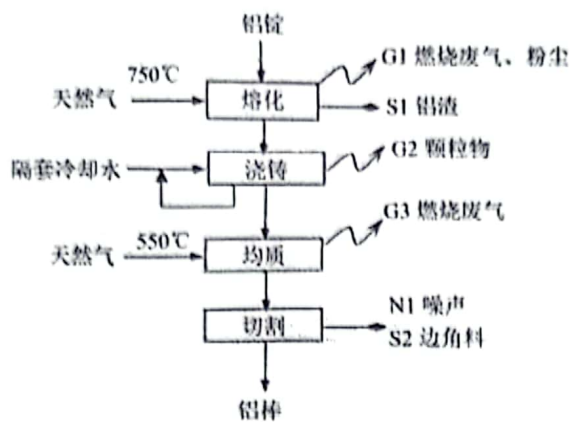 铝锭
750℃
G1 燃烧废气、粉尘
天然气
熔化
S1 铝渣
G2 颗粒物
隔套冷却水
浇铸
G3 燃烧废气
550℃
天然气
均质
N1 噪声
切割
S2 边角料
铝棒